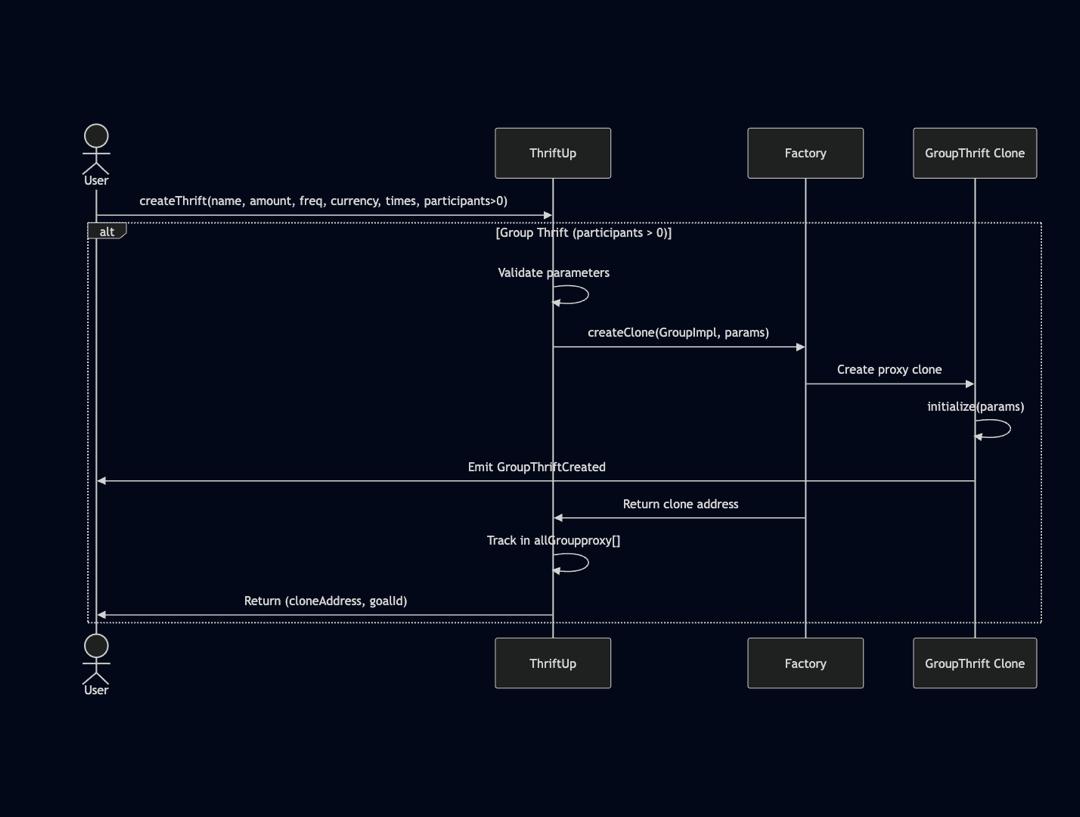 User
ThriftUp
Factory
GroupThrift Clone
createThrift(name, amount, freq, currency, times, participants>0)
alt
[Group Thrift (participants > 0)]
Validate parameters
createClone(GroupImpl, params)
Create proxy clone
initialize(params)
Emit GroupThriftCreated
Return clone address
Track in allGroupproxy[]
Return (cloneAddress, goalId)
User
ThriftUp
Factory
GroupThrift Clone